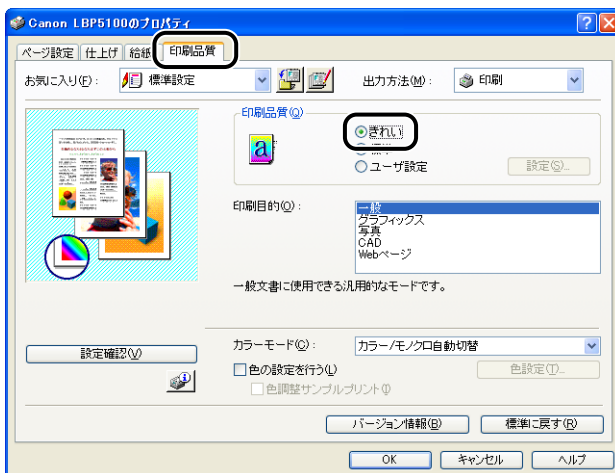 Canon LBP5100のプロパティ
ページ設定 仕上げ 給紙 印刷品質
お気に入り(F): 標準設定 出力方法(M): 印刷
印刷品質(Q)
きれい
ユーザ設定 設定(S)...
印刷目的(O):
一般
グラフィックス
写真
CAD
Webページ
一般文書に使用できる汎用的なモードです。
カラーモード(C): カラー/モノクロ自動切替
設定確認(V)
色の設定を行う(L) 色設定(T)...
色調整サンプルプリント(I)
バージョン情報(B) 標準に戻す(R)
OK キャンセル ヘルプ